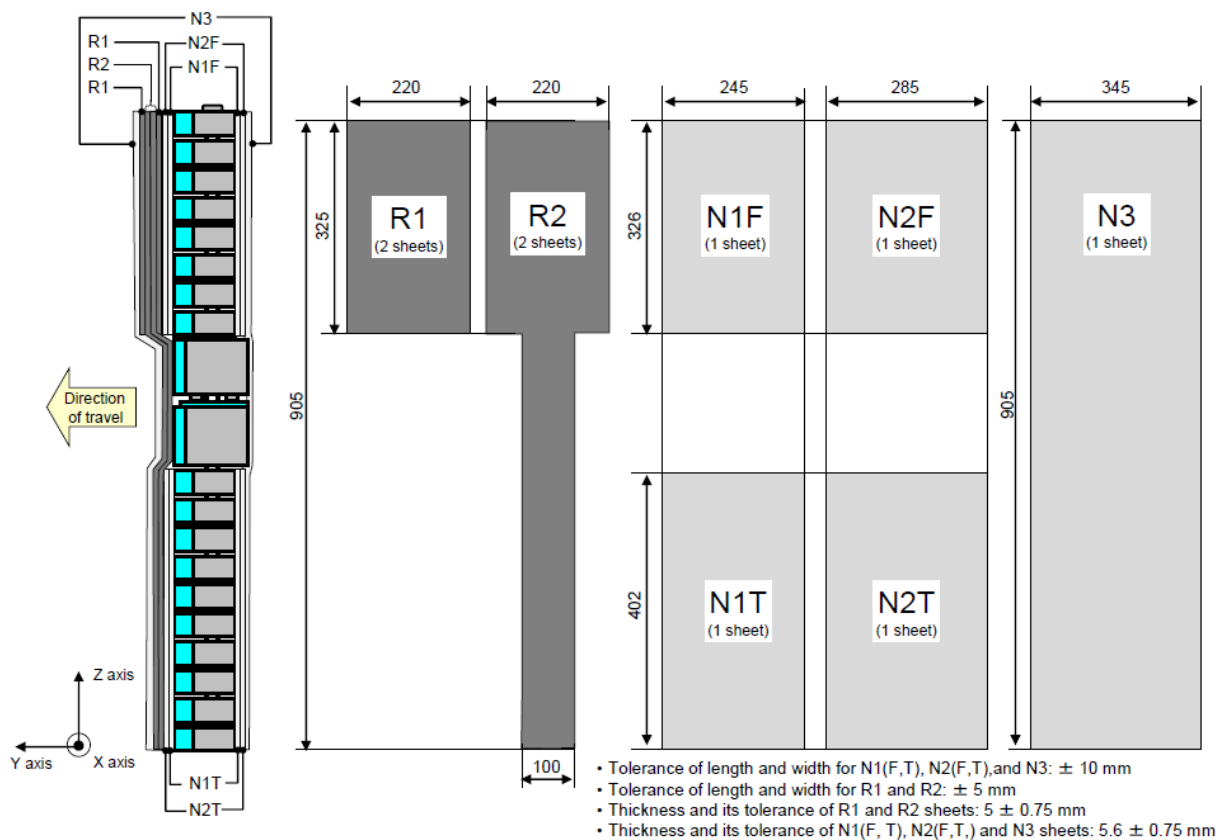 N3
R1
N2F
R2
N1F
R1
220
220
245
285
345
325
R1
(2 sheets)
R2
(2 sheets)
326
N1F
(1 sheet)
N2F
(1 sheet)
N3
(1 sheet)
Direction
of travel
905
905
402
N1T
(1 sheet)
N2T
(1 sheet)
Z axis
Y axis
X axis
N1T
N2T
100
• Tolerance of length and width for N1(F,T), N2(F,T),and N3: ± 10 mm
• Tolerance of length and width for R1 and R2: ± 5 mm
• Thickness and its tolerance of R1 and R2 sheets: 5 ± 0.75 mm
• Thickness and its tolerance of N1(F, T), N2(F,T,) and N3 sheets: 5.6 ± 0.75 mm